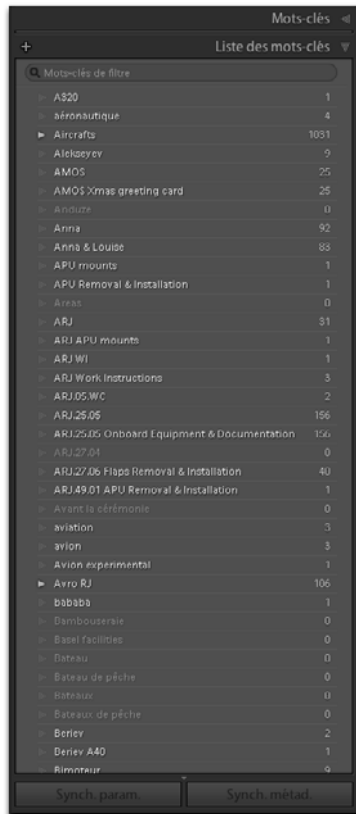 Mots-clés
Liste des mots-clés
Mots-clés de filtre
A320 1
aéronautique 4
Aircrafts 1031
Alekseyev 9
AMOS 25
AMOS Xmas greeting card 25
Anduze 0
Anna 92
Anna & Louise 83
APU mounts 1
APU Removal & Installation 1
Areas 0
ARJ 31
ARJ APU mounts 1
ARJ WI 1
ARJ Work Instructions 3
ARJ.05.WC 2
ARJ.25.05 156
ARJ.25.05 Onboard Equipment & Documentation 156
ARJ.27.04 0
ARJ.27.06 Flaps Removal & Installation 40
ARJ.49.01 APU Removal & Installation 1
Avant la cérémonie 0
aviation 3
avion 3
Avion experimental 1
Avro RJ 106
bababa 1
Bambouseraie 0
Basel facilities 0
Bateau 0
Bateau de pêche 0
Bateaux 0
Bateaux de pêche 0
Beriev 2
Beriev A40 1
Bimoteur 9
Synch. param. Synch. métad.